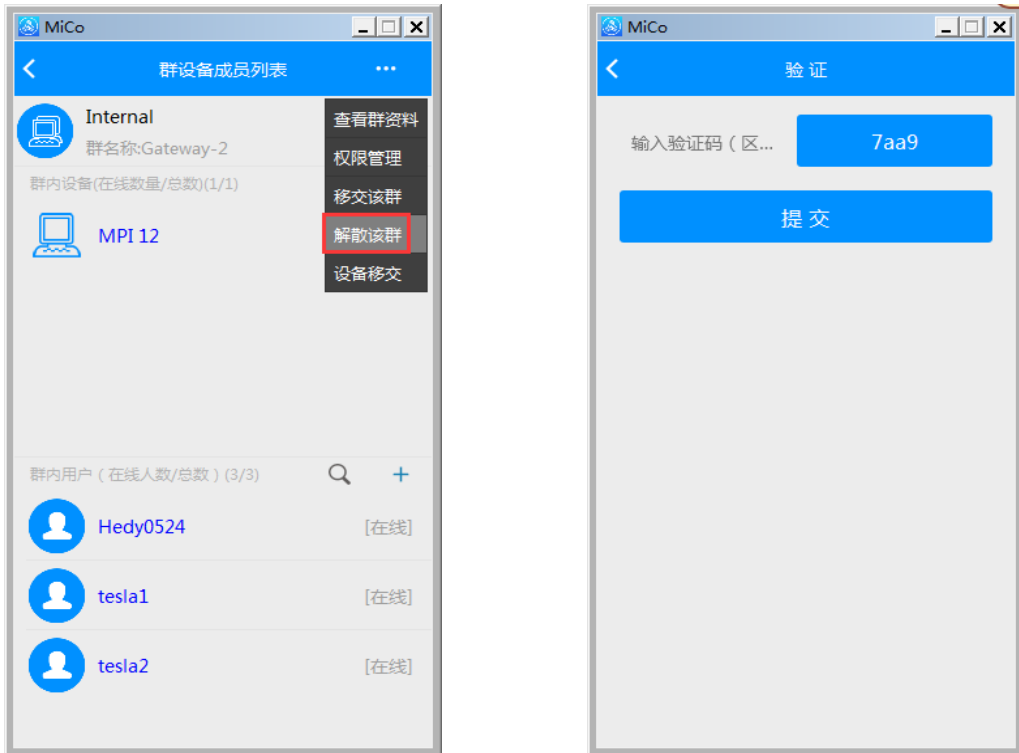 MiCo
群设备成员列表
Internal
群名称:Gateway-2
查看群资料
权限管理
移交该群
解散该群
设备移交
群内设备(在线数量/总数)(1/1)
MPI 12
群内用户（在线人数/总数）(3/3)
Hedy0524 [在线]
tesla1 [在线]
tesla2 [在线]
MiCo
验 证
输入验证码（区... 7aa9
提 交